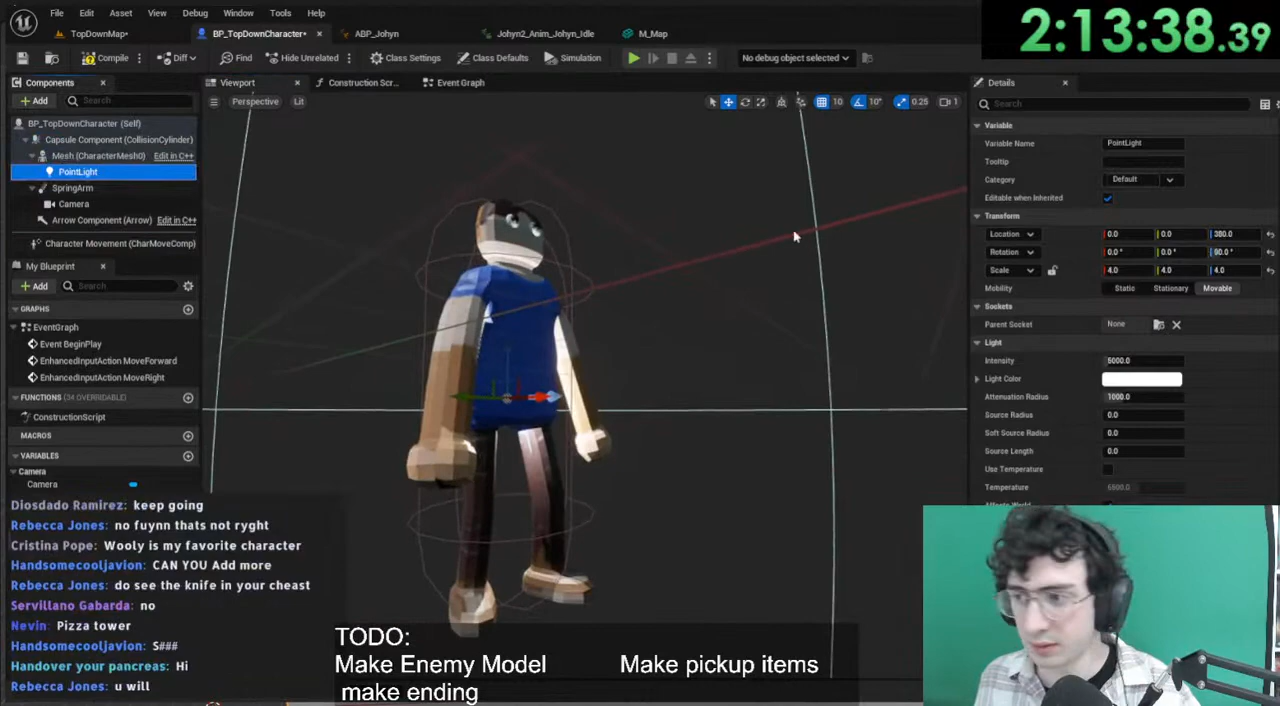 File Edit Asset View Debug Window Tools Help
TopDownMap•
BP_TopDownCharacter•
ABP_Johyn
Johyn2_Anim_Johyn_Idle
M_Map
2:13:38.39
Compile
Diff
Find
Hide Unrelated
Class Settings
Class Defaults
Simulation
No debug object selected
Components
Viewport
Construction Scr...
Event Graph
Details
Add
Search
Perspective
Lit
10
10°
0.25
1
Search
BP_TopDownCharacter (Self)
Capsule Component (CollisionCylinder)
Mesh (CharacterMesh0) Edit in C++
PointLight
SpringArm
Camera
Arrow Component (Arrow) Edit in C++
Character Movement (CharMoveComp)
My Blueprint
Add
Search
GRAPHS
EventGraph
Event BeginPlay
EnhancedInputAction MoveForward
EnhancedInputAction MoveRight
FUNCTIONS (34 OVERRIDABLE)
ConstructionScript
MACROS
VARIABLES
Camera
Camera
Variable
Variable Name PointLight
Tooltip
Category Default
Editable when Inherited
Transform
Location 0.0 0.0 380.0
Rotation 0.0° 0.0° 90.0°
Scale 4.0 4.0 4.0
Mobility Static Stationary Movable
Sockets
Parent Socket None
Light
Intensity 5000.0
Light Color
Attenuation Radius 1000.0
Source Radius 0.0
Soft Source Radius 0.0
Source Length 0.0
Use Temperature
Temperature 6500.0
Diosdado Ramirez: keep going
Rebecca Jones: no fuynn thats not ryght
Cristina Pope: Wooly is my favorite character
Handsomecooljavion: CAN YOU Add more
Rebecca Jones: do see the knife in your cheast
Servillano Gabarda: no
Nevin: Pizza tower
Handsomecooljavion: S###
Handover your pancreas: Hi
Rebecca Jones: u will
TODO:
Make Enemy Model Make pickup items
make ending